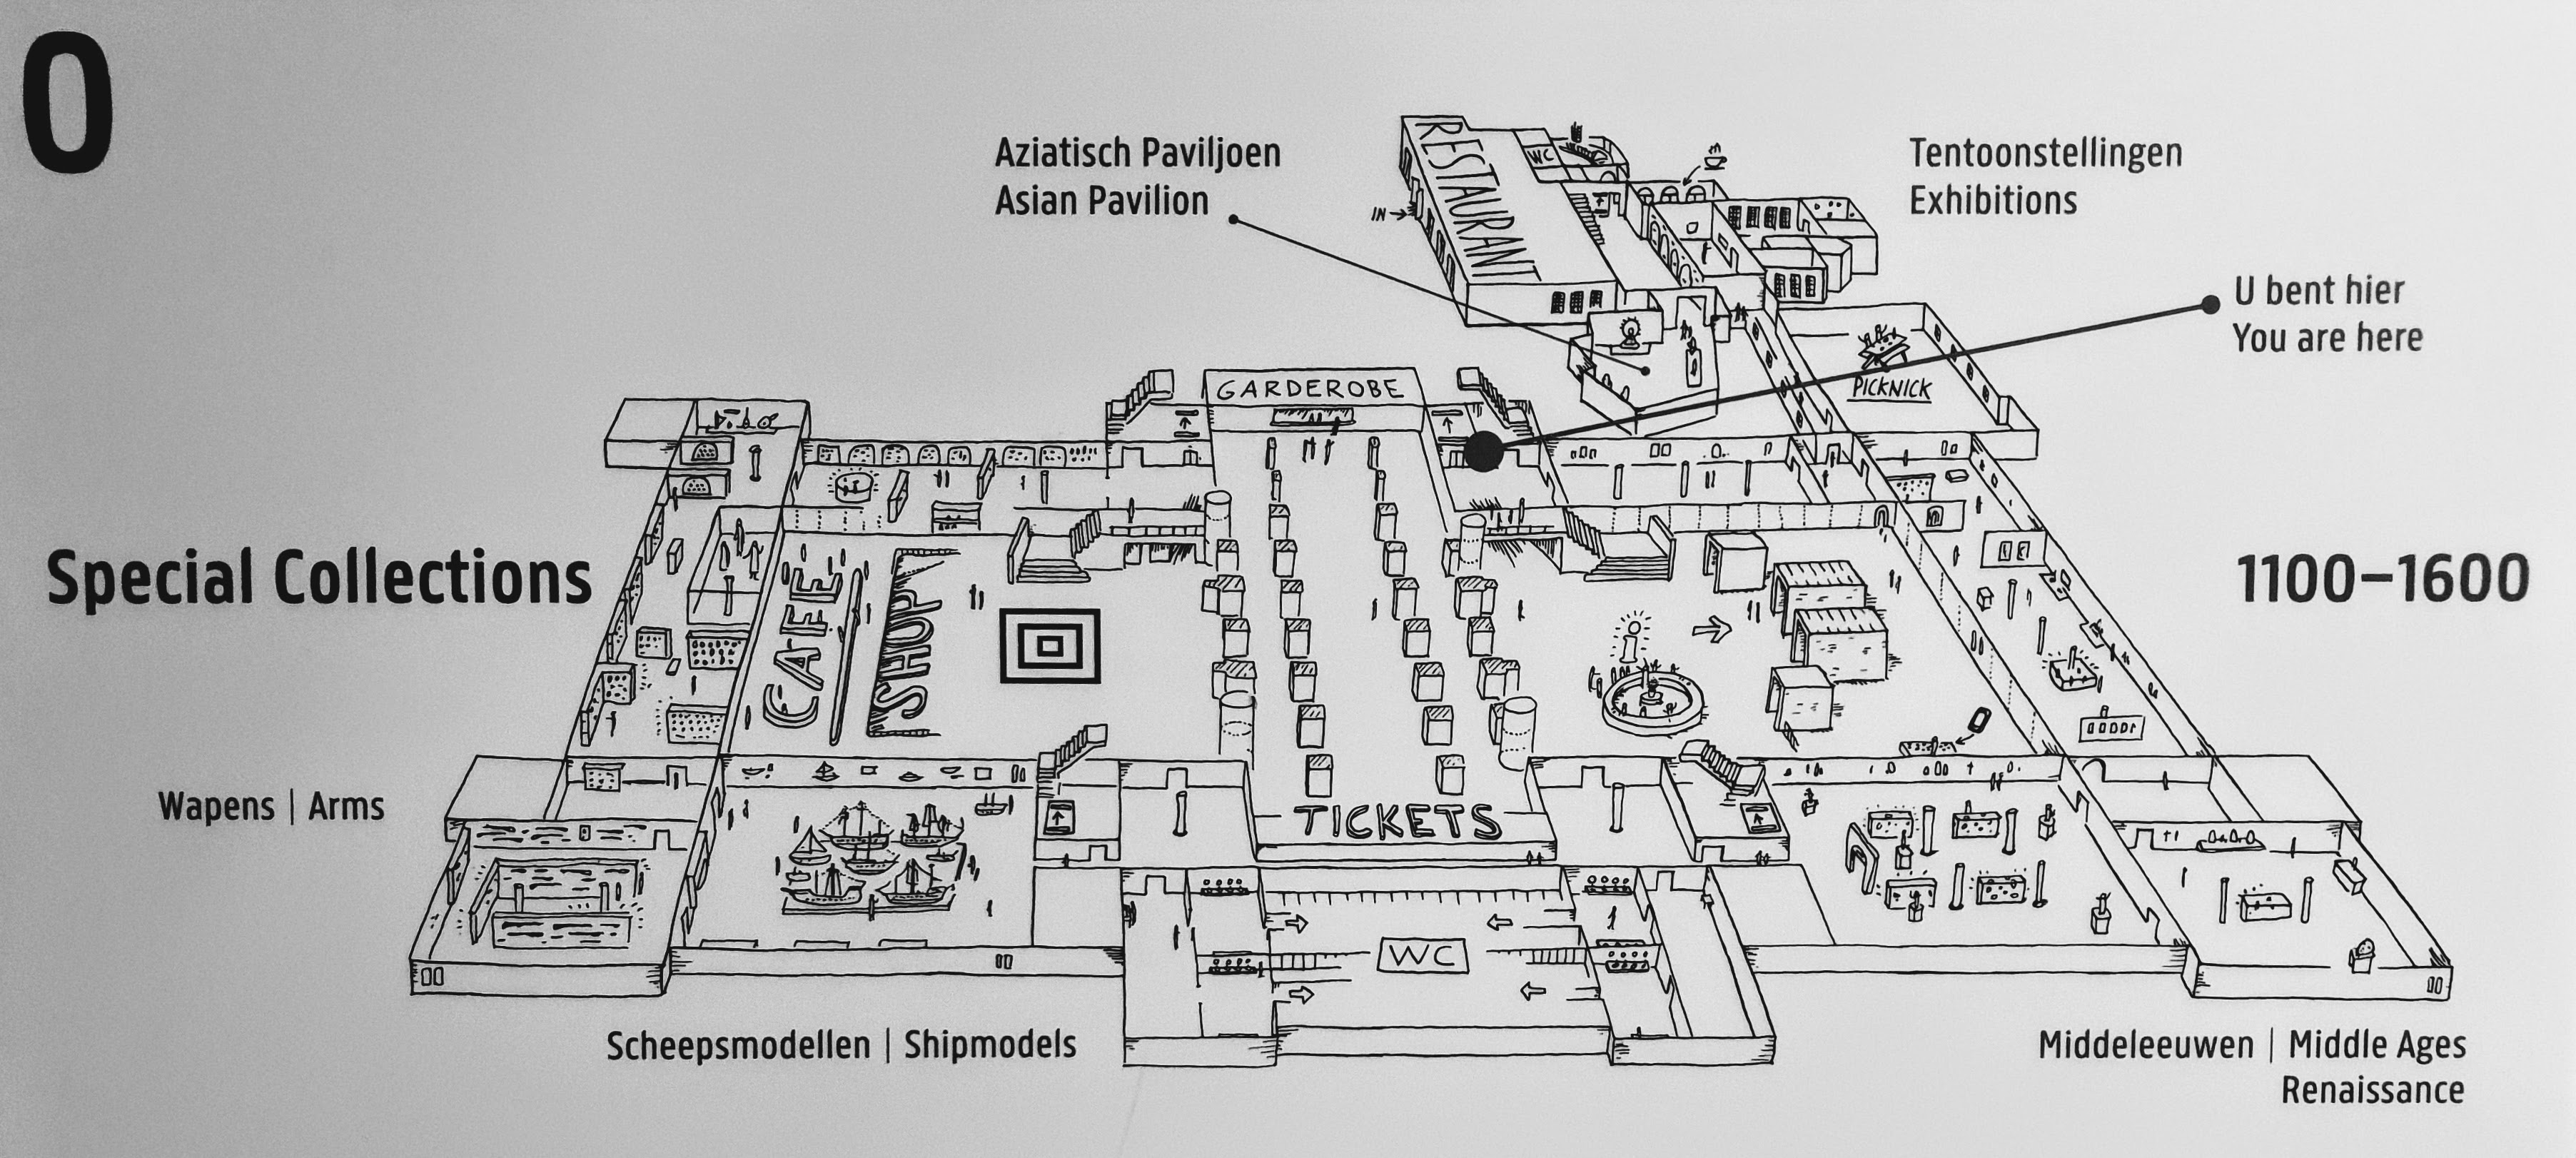 0
Aziatisch Paviljoen
Asian Pavilion
Tentoonstellingen
Exhibitions
RESTAURANT
WC
IN
U bent hier
You are here
PICKNICK
GARDEROBE
Special Collections
1100–1600
CAFE
SHOP
TICKETS
Wapens | Arms
WC
Scheepsmodellen | Shipmodels
Middeleeuwen | Middle Ages
Renaissance